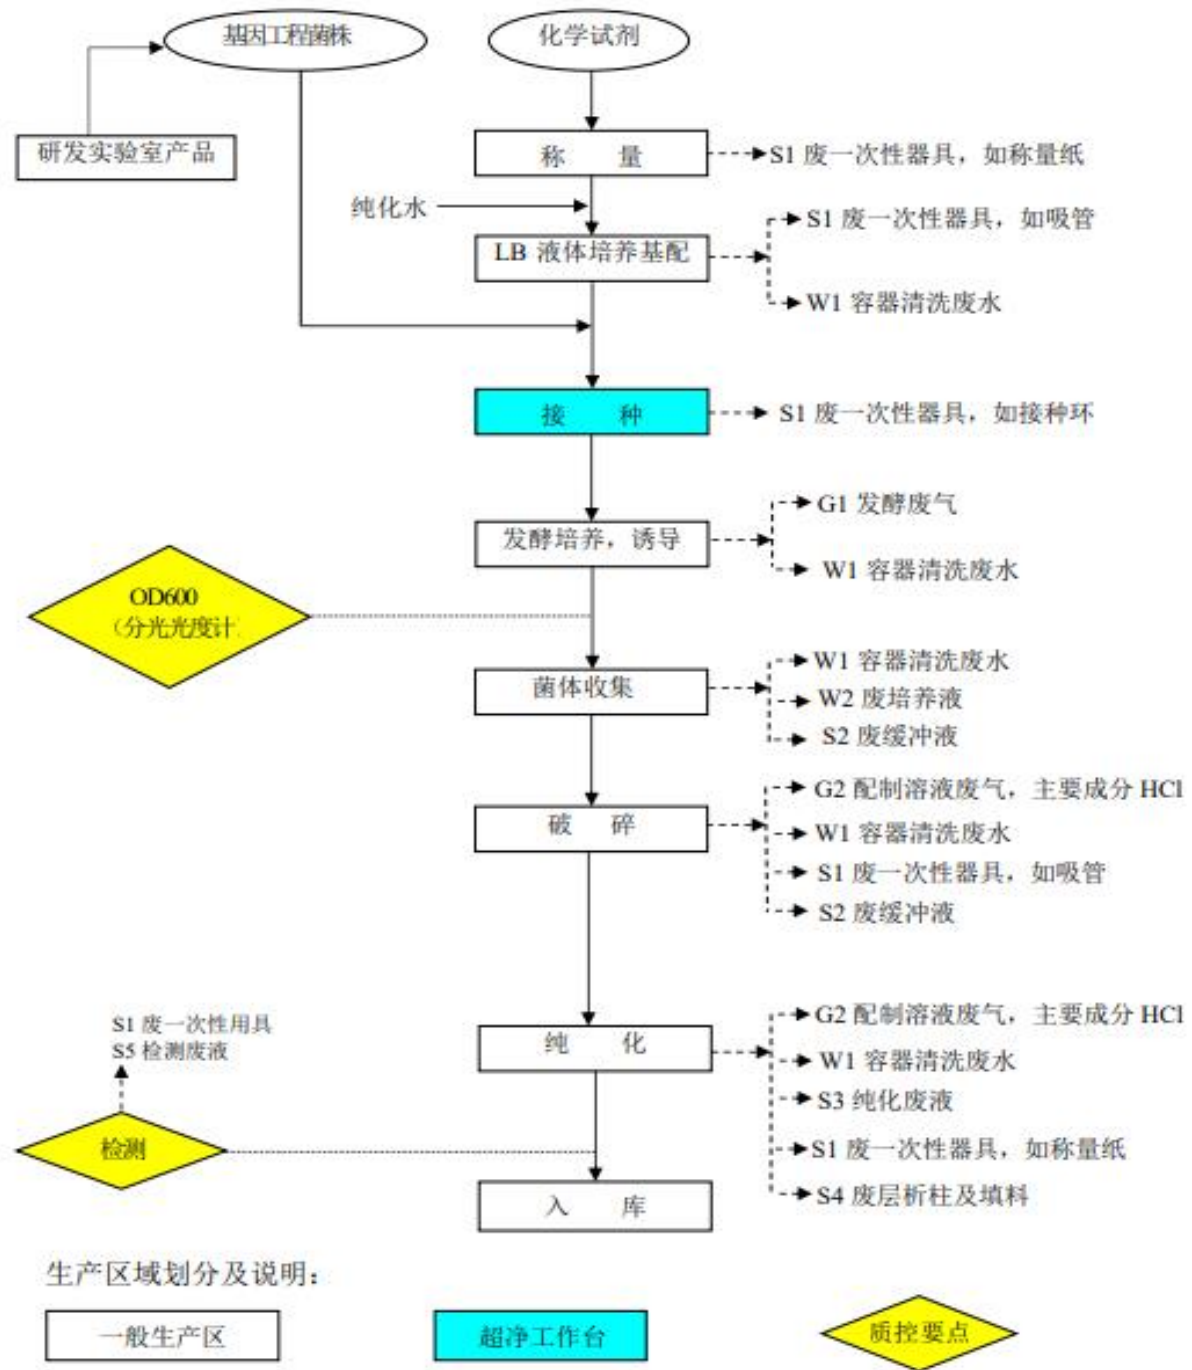 基因工程菌株
化学试剂
研发实验室产品
称 量
S1 废一次性器具，如称量纸
纯化水
S1 废一次性器具，如吸管
LB 液体培养基配
W1 容器清洗废水
接 种
S1 废一次性器具，如接种环
G1 发酵废气
发酵培养，诱导
W1 容器清洗废水
OD600
（分光光度计
W1 容器清洗废水
菌体收集
W2 废培养液
S2 废缓冲液
G2 配制溶液废气，主要成分 HCl
破 碎
W1 容器清洗废水
S1 废一次性器具，如吸管
S2 废缓冲液
S1 废一次性用具
S5 检测废液
G2 配制溶液废气，主要成分 HCl
纯 化
W1 容器清洗废水
S3 纯化废液
检测
S1 废一次性器具，如称量纸
S4 废层析柱及填料
入 库
生产区域划分及说明：
一般生产区
超净工作台
质控要点